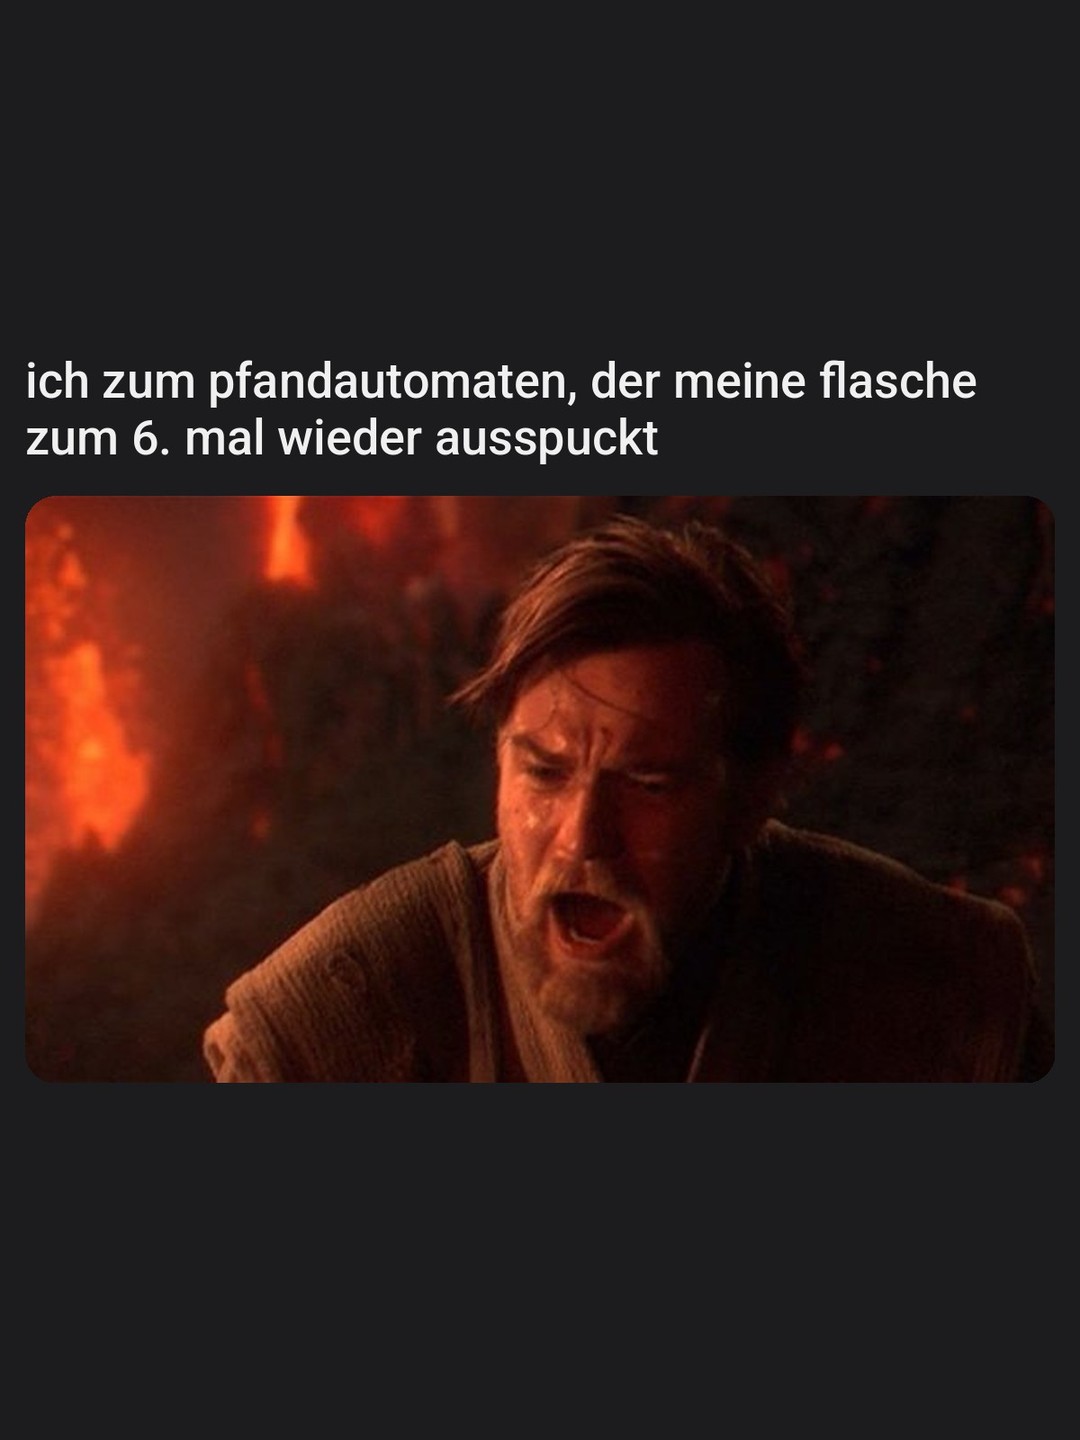 ich zum pfandautomaten, der meine flasche
zum 6. mal wieder ausspuckt